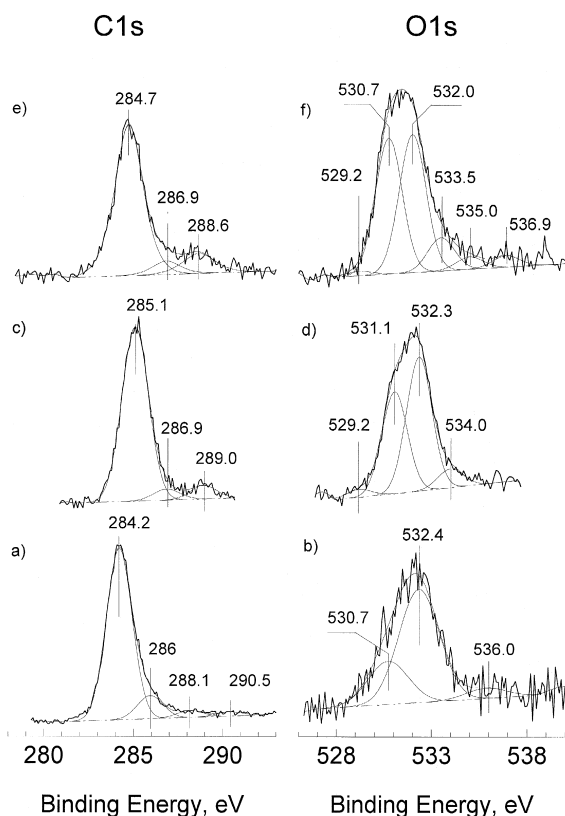 C1s
O1s
e)
284.7
286.9
288.6
f)
530.7
532.0
529.2
533.5
535.0
536.9
c)
285.1
286.9
289.0
d)
531.1
532.3
529.2
534.0
a)
284.2
286
288.1
290.5
b)
532.4
530.7
536.0
280 285 290
528 533 538
Binding Energy, eV
Binding Energy, eV